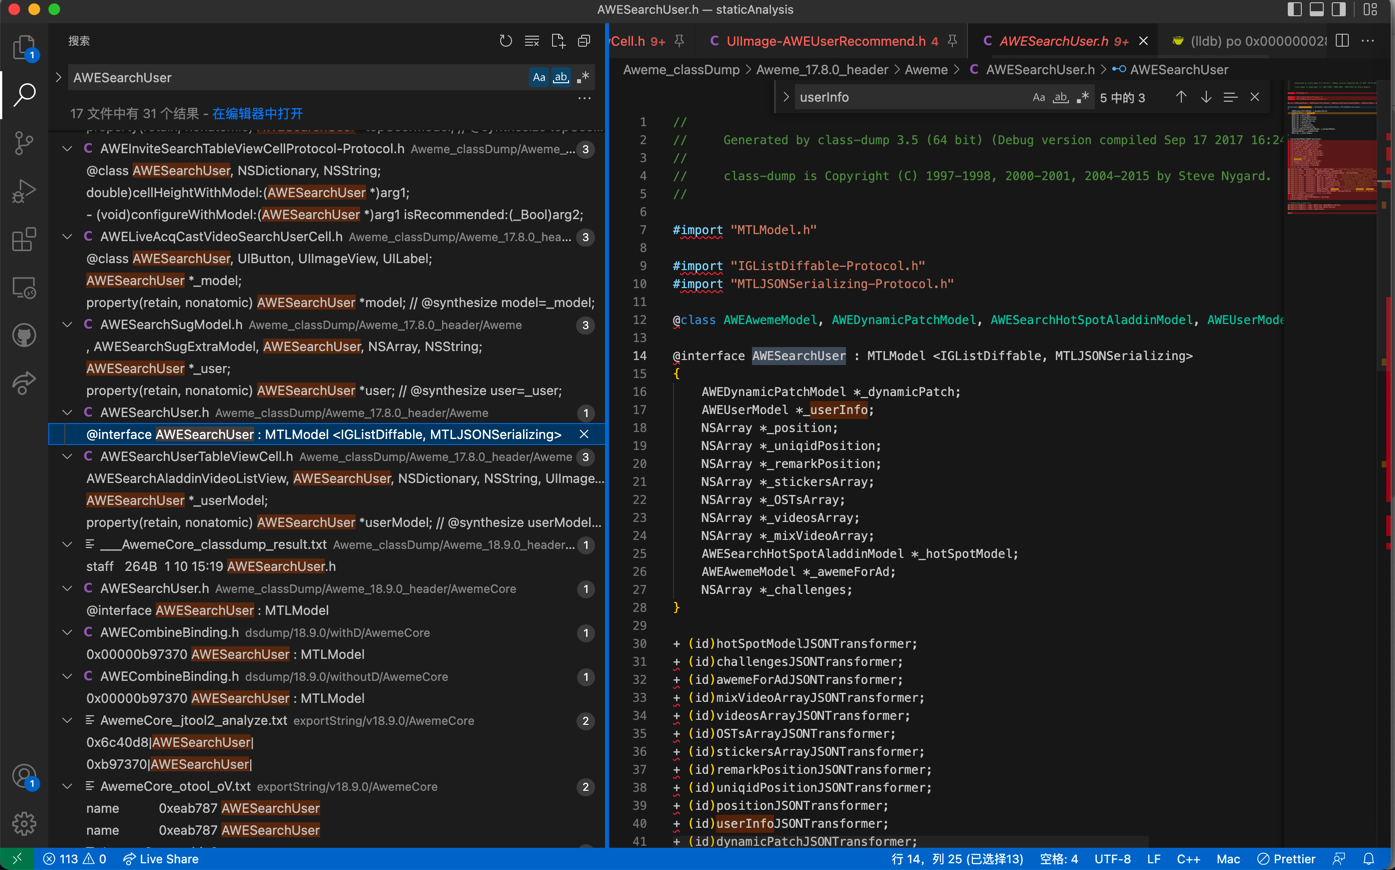 AWESearchUser.h — staticAnalysis
搜索
AWESearchUser
Aa
ab
17 文件中有 31 个结果 - 在编辑器中打开
AWEInviteSearchTableViewCellProtocol-Protocol.h Aweme_classDump/Aweme_... 3
@class AWESearchUser, NSDictionary, NSString;
double)cellHeightWithModel:(AWESearchUser *)arg1;
- (void)configureWithModel:(AWESearchUser *)arg1 isRecommended:(_Bool)arg2;
AWELiveAcqCastVideoSearchUserCell.h Aweme_classDump/Aweme_17.8.0_hea... 3
@class AWESearchUser, UIButton, UIImageView, UILabel;
AWESearchUser *_model;
property(retain, nonatomic) AWESearchUser *model; // @synthesize model=_model;
AWESearchSugModel.h Aweme_classDump/Aweme_17.8.0_header/Aweme 3
, AWESearchSugExtraModel, AWESearchUser, NSArray, NSString;
AWESearchUser *_user;
property(retain, nonatomic) AWESearchUser *user; // @synthesize user=_user;
AWESearchUser.h Aweme_classDump/Aweme_17.8.0_header/Aweme 1
@interface AWESearchUser : MTLModel <IGListDiffable, MTLJSONSerializing>
AWESearchUserTableViewCell.h Aweme_classDump/Aweme_17.8.0_header/Aweme 3
AWESearchAladdinVideoListView, AWESearchUser, NSDictionary, NSString, UIImage...
AWESearchUser *_userModel;
property(retain, nonatomic) AWESearchUser *userModel; // @synthesize userModel...
___AwemeCore_classdump_result.txt Aweme_classDump/Aweme_18.9.0_header... 1
staff 264B 1 10 15:19 AWESearchUser.h
AWESearchUser.h Aweme_classDump/Aweme_18.9.0_header/AwemeCore 1
@interface AWESearchUser : MTLModel
AWECombineBinding.h dsdump/18.9.0/withD/AwemeCore 1
0x00000b97370 AWESearchUser : MTLModel
AWECombineBinding.h dsdump/18.9.0/withoutD/AwemeCore 1
0x00000b97370 AWESearchUser : MTLModel
AwemeCore_jtool2_analyze.txt exportString/v18.9.0/AwemeCore 2
0x6c40d8|AWESearchUser|
0xb97370|AWESearchUser|
AwemeCore_otool_oV.txt exportString/v18.9.0/AwemeCore 2
name 0xeab787 AWESearchUser
name 0xeab787 AWESearchUser
Cell.h 9+
C UIImage-AWEUserRecommend.h 4
C AWESearchUser.h 9+
(lldb) po 0x000000028
Aweme_classDump > Aweme_17.8.0_header > Aweme > C AWESearchUser.h > AWESearchUser
userInfo
Aa
ab
5 中的 3
1 //
2 // Generated by class-dump 3.5 (64 bit) (Debug version compiled Sep 17 2017 16:24
3 //
4 // class-dump is Copyright (C) 1997-1998, 2000-2001, 2004-2015 by Steve Nygard.
5 //
6
7 #import "MTLModel.h"
8
9 #import "IGListDiffable-Protocol.h"
10 #import "MTLJSONSerializing-Protocol.h"
11
12 @class AWEAwemeModel, AWEDynamicPatchModel, AWESearchHotSpotAladdinModel, AWEUserMode
13
14 @interface AWESearchUser : MTLModel <IGListDiffable, MTLJSONSerializing>
15 {
16 AWEDynamicPatchModel *_dynamicPatch;
17 AWEUserModel *_userInfo;
18 NSArray *_position;
19 NSArray *_uniqidPosition;
20 NSArray *_remarkPosition;
21 NSArray *_stickersArray;
22 NSArray *_OSTsArray;
23 NSArray *_videosArray;
24 NSArray *_mixVideoArray;
25 AWESearchHotSpotAladdinModel *_hotSpotModel;
26 AWEAwemeModel *_awemeForAd;
27 NSArray *_challenges;
28 }
29
30 + (id)hotSpotModelJSONTransformer;
31 + (id)challengesJSONTransformer;
32 + (id)awemeForAdJSONTransformer;
33 + (id)mixVideoArrayJSONTransformer;
34 + (id)videosArrayJSONTransformer;
35 + (id)OSTsArrayJSONTransformer;
36 + (id)stickersArrayJSONTransformer;
37 + (id)remarkPositionJSONTransformer;
38 + (id)uniqidPositionJSONTransformer;
39 + (id)positionJSONTransformer;
40 + (id)userInfoJSONTransformer;
41 + (id)dynamicPatchJSONTransformer;
1
1
113 0 Live Share
行 14，列 25 (已选择13) 空格: 4 UTF-8 LF C++ Mac Prettier